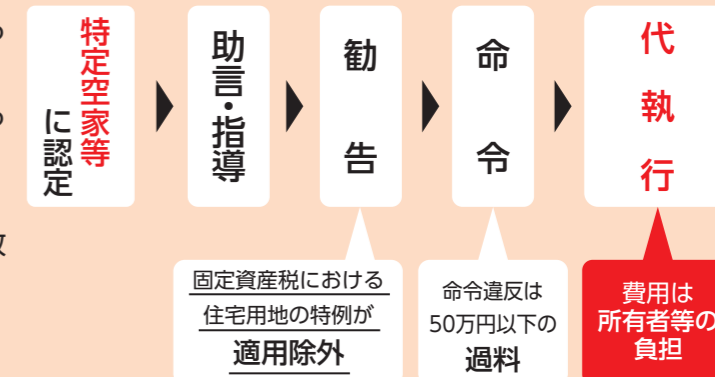 特定空家等
に認定
助言・指導
勧告
命令
代執行
固定資産税における
住宅用地の特例が
適用除外
命令違反は
50万円以下の
過料
費用は
所有者等の
負担